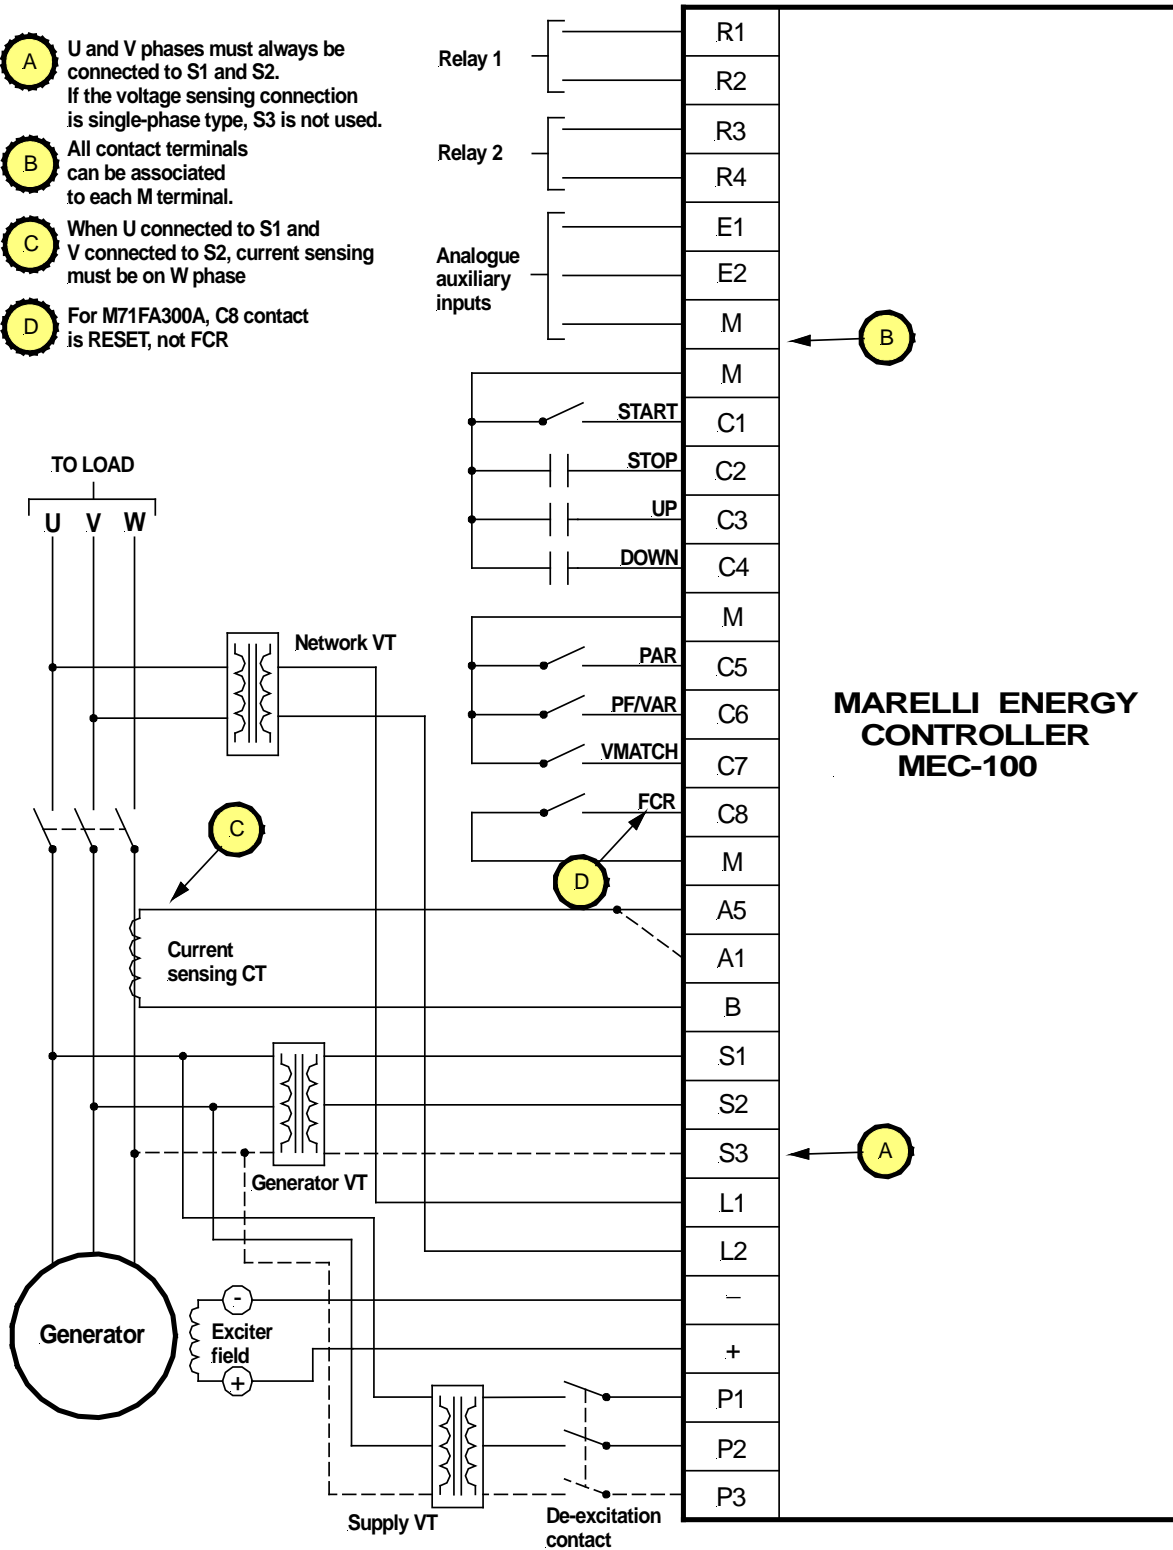 A
U and V phases must always be
connected to S1 and S2.
If the voltage sensing connection
is single-phase type, S3 is not used.
B
All contact terminals
can be associated
to each M terminal.
C
When U connected to S1 and
V connected to S2, current sensing
must be on W phase
D
For M71FA300A, C8 contact
is RESET, not FCR
Relay 1
R1
R2
Relay 2
R3
R4
Analogue
auxiliary
inputs
E1
E2
M
B
M
START
C1
STOP
C2
UP
C3
DOWN
C4
M
PAR
C5
PF/VAR
C6
VMATCH
C7
FCR
C8
M
D
A5
A1
B
S1
S2
S3
A
L1
L2
–
+
P1
P2
P3
MARELLI ENERGY
CONTROLLER
MEC-100
TO LOAD
U V W
Network VT
C
Current
sensing CT
Generator VT
Generator
-
Exciter
field
+
Supply VT
De-excitation
contact